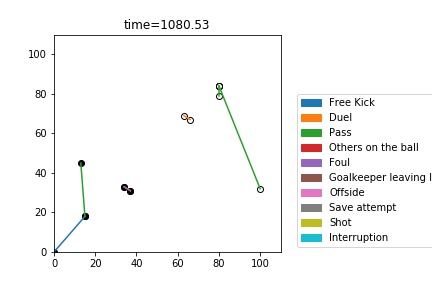 time=1080.53
100
80
60
40
20
0
0 20 40 60 80 100
Free Kick
Duel
Pass
Others on the ball
Foul
Goalkeeper leaving l
Offside
Save attempt
Shot
Interruption